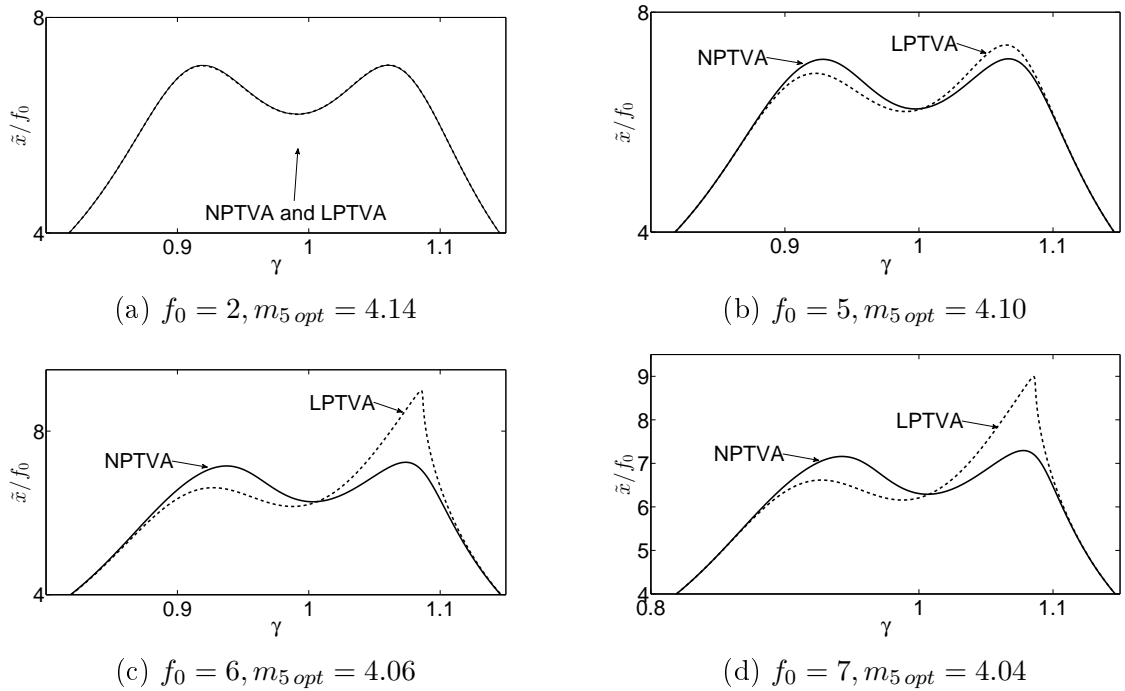 8
x̃/f₀
NPTVA and LPTVA
4
0.9 1 1.1
γ
(a) f₀ = 2, m₅ ₒₚₜ = 4.14
8
x̃/f₀
NPTVA
LPTVA
4
0.9 1 1.1
γ
(b) f₀ = 5, m₅ ₒₚₜ = 4.10
8
x̃/f₀
LPTVA
NPTVA
4
0.9 1 1.1
γ
(c) f₀ = 6, m₅ ₒₚₜ = 4.06
9
8
7
6
5
4
x̃/f₀
LPTVA
NPTVA
0.8 0.9 1 1.1
γ
(d) f₀ = 7, m₅ ₒₚₜ = 4.04